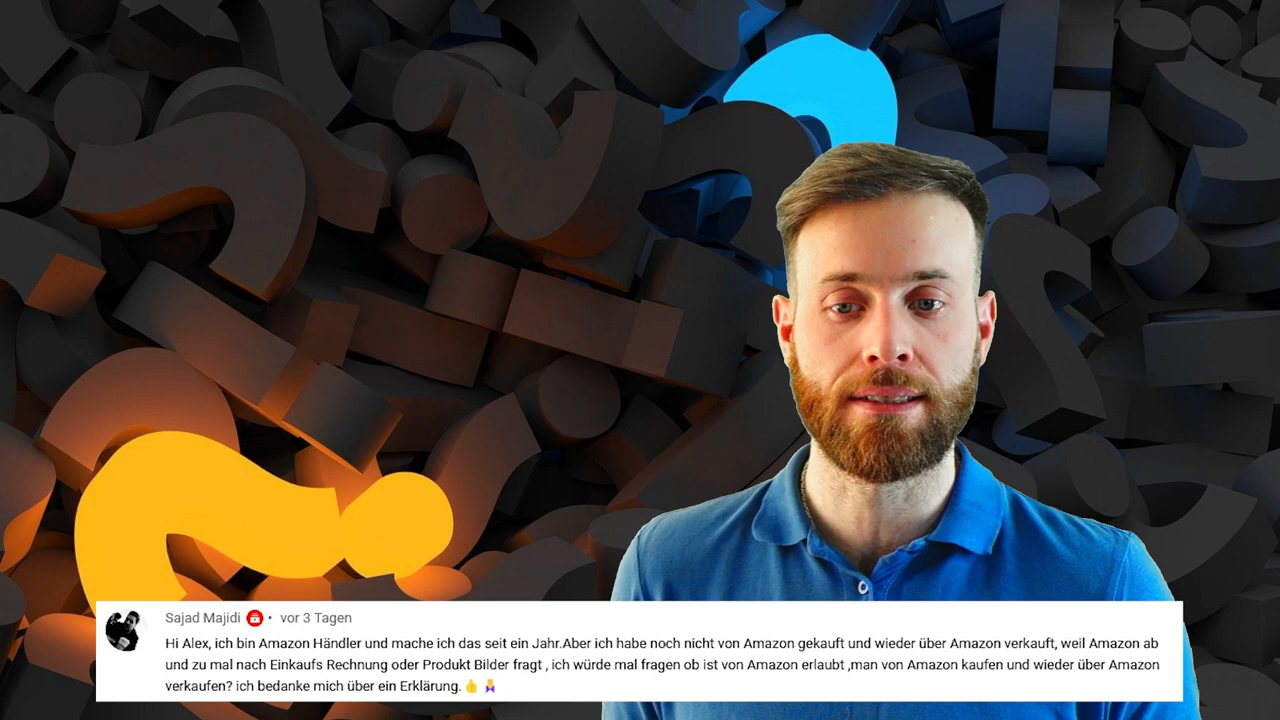 Sajad Majidi • vor 3 Tagen
Hi Alex, ich bin Amazon Händler und mache ich das seit ein Jahr.Aber ich habe noch nicht von Amazon gekauft und wieder über Amazon verkauft, weil Amazon ab
und zu mal nach Einkaufs Rechnung oder Produkt Bilder fragt , ich würde mal fragen ob ist von Amazon erlaubt ,man von Amazon kaufen und wieder über Amazon
verkaufen? ich bedanke mich über ein Erklärung.👍🎗️